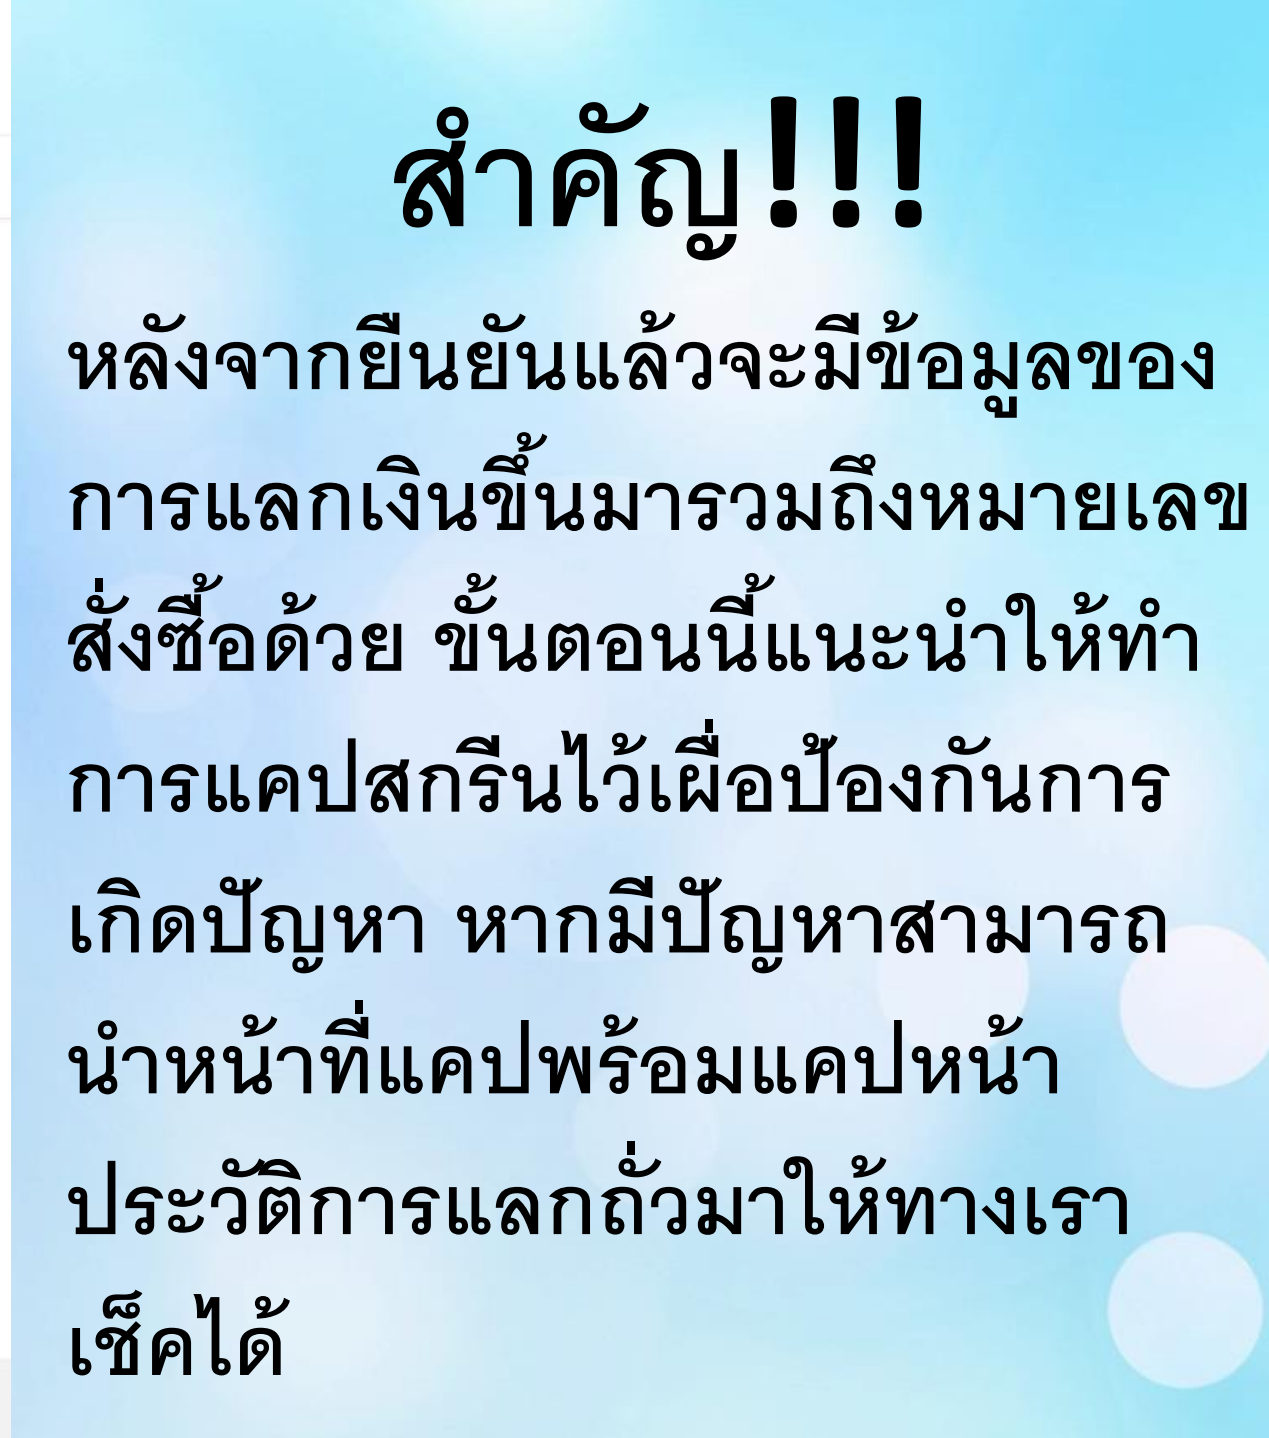 สำคัญ!!!
หลังจากยืนยันแล้วจะมีข้อมูลของ
การแลกเงินขึ้นมารวมถึงหมายเลข
สั่งซื้อด้วย ขั้นตอนนี้แนะนำให้ทำ
การแคปสกรีนไว้เผื่อป้องกันการ
เกิดปัญหา หากมีปัญหาสามารถ
นำหน้าที่แคปพร้อมแคปหน้า
ประวัติการแลกถั่วมาให้ทางเรา
เช็คได้